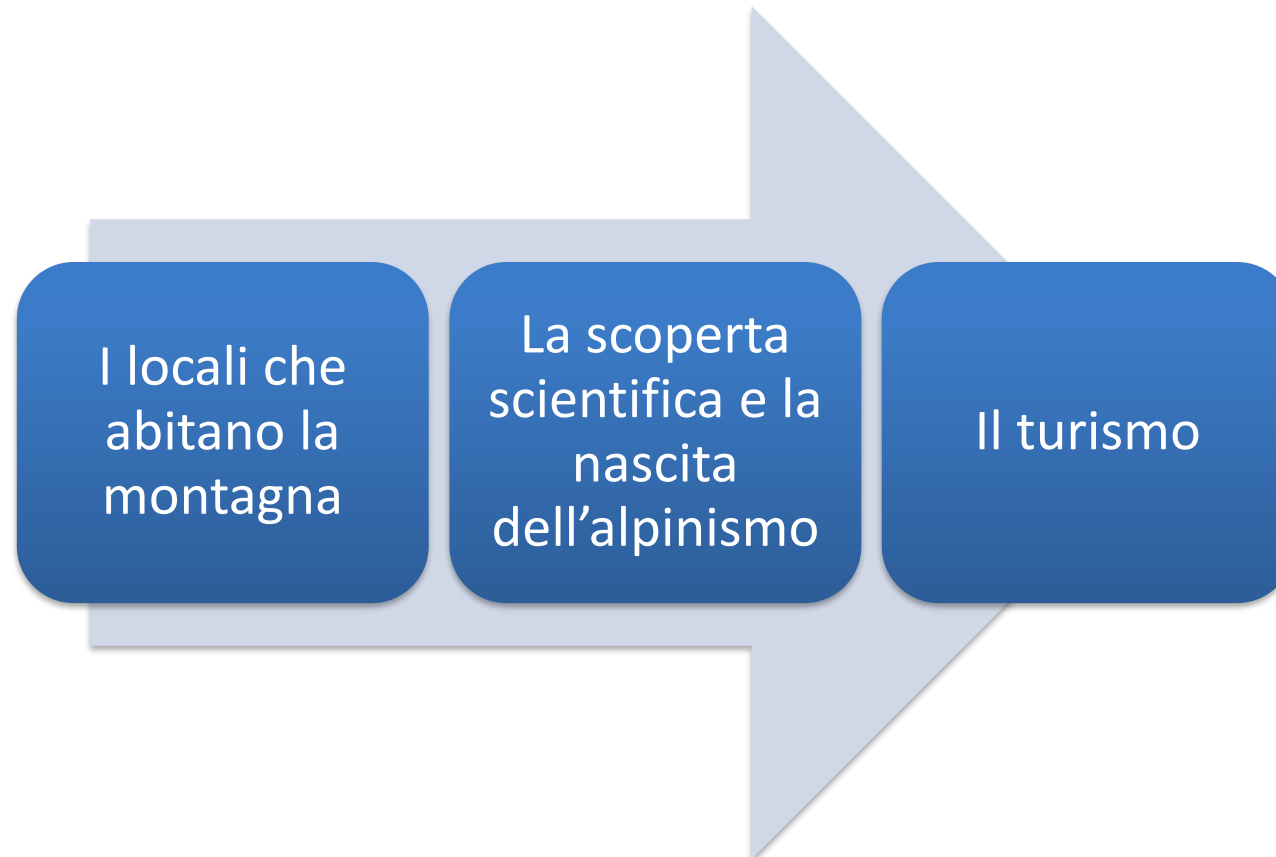 I locali che
abitano la
montagna
La scoperta
scientifica e la
nascita
dell’alpinismo
Il turismo